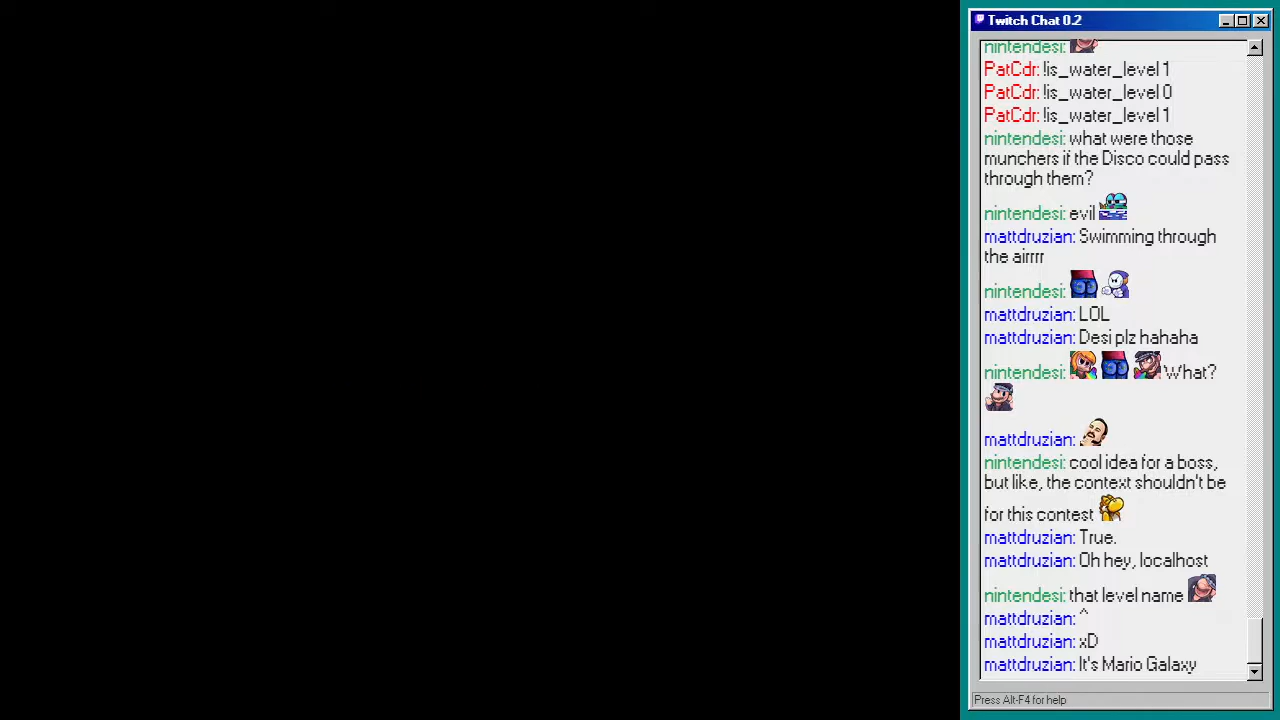 Twitch Chat 0.2
nintendesi:
PatCdr: !is_water_level 1
PatCdr: !is_water_level 0
PatCdr: !is_water_level 1
nintendesi: what were those
munchers if the Disco could pass
through them?
nintendesi: evil
mattdruzian: Swimming through
the airrrr
nintendesi:
mattdruzian: LOL
mattdruzian: Desi plz hahaha
nintendesi: What?
mattdruzian:
nintendesi: cool idea for a boss,
but like, the context shouldn't be
for this contest
mattdruzian: True.
mattdruzian: Oh hey, localhost
nintendesi: that level name
mattdruzian: ^
mattdruzian: xD
mattdruzian: It's Mario Galaxy
Press Alt-F4 for help